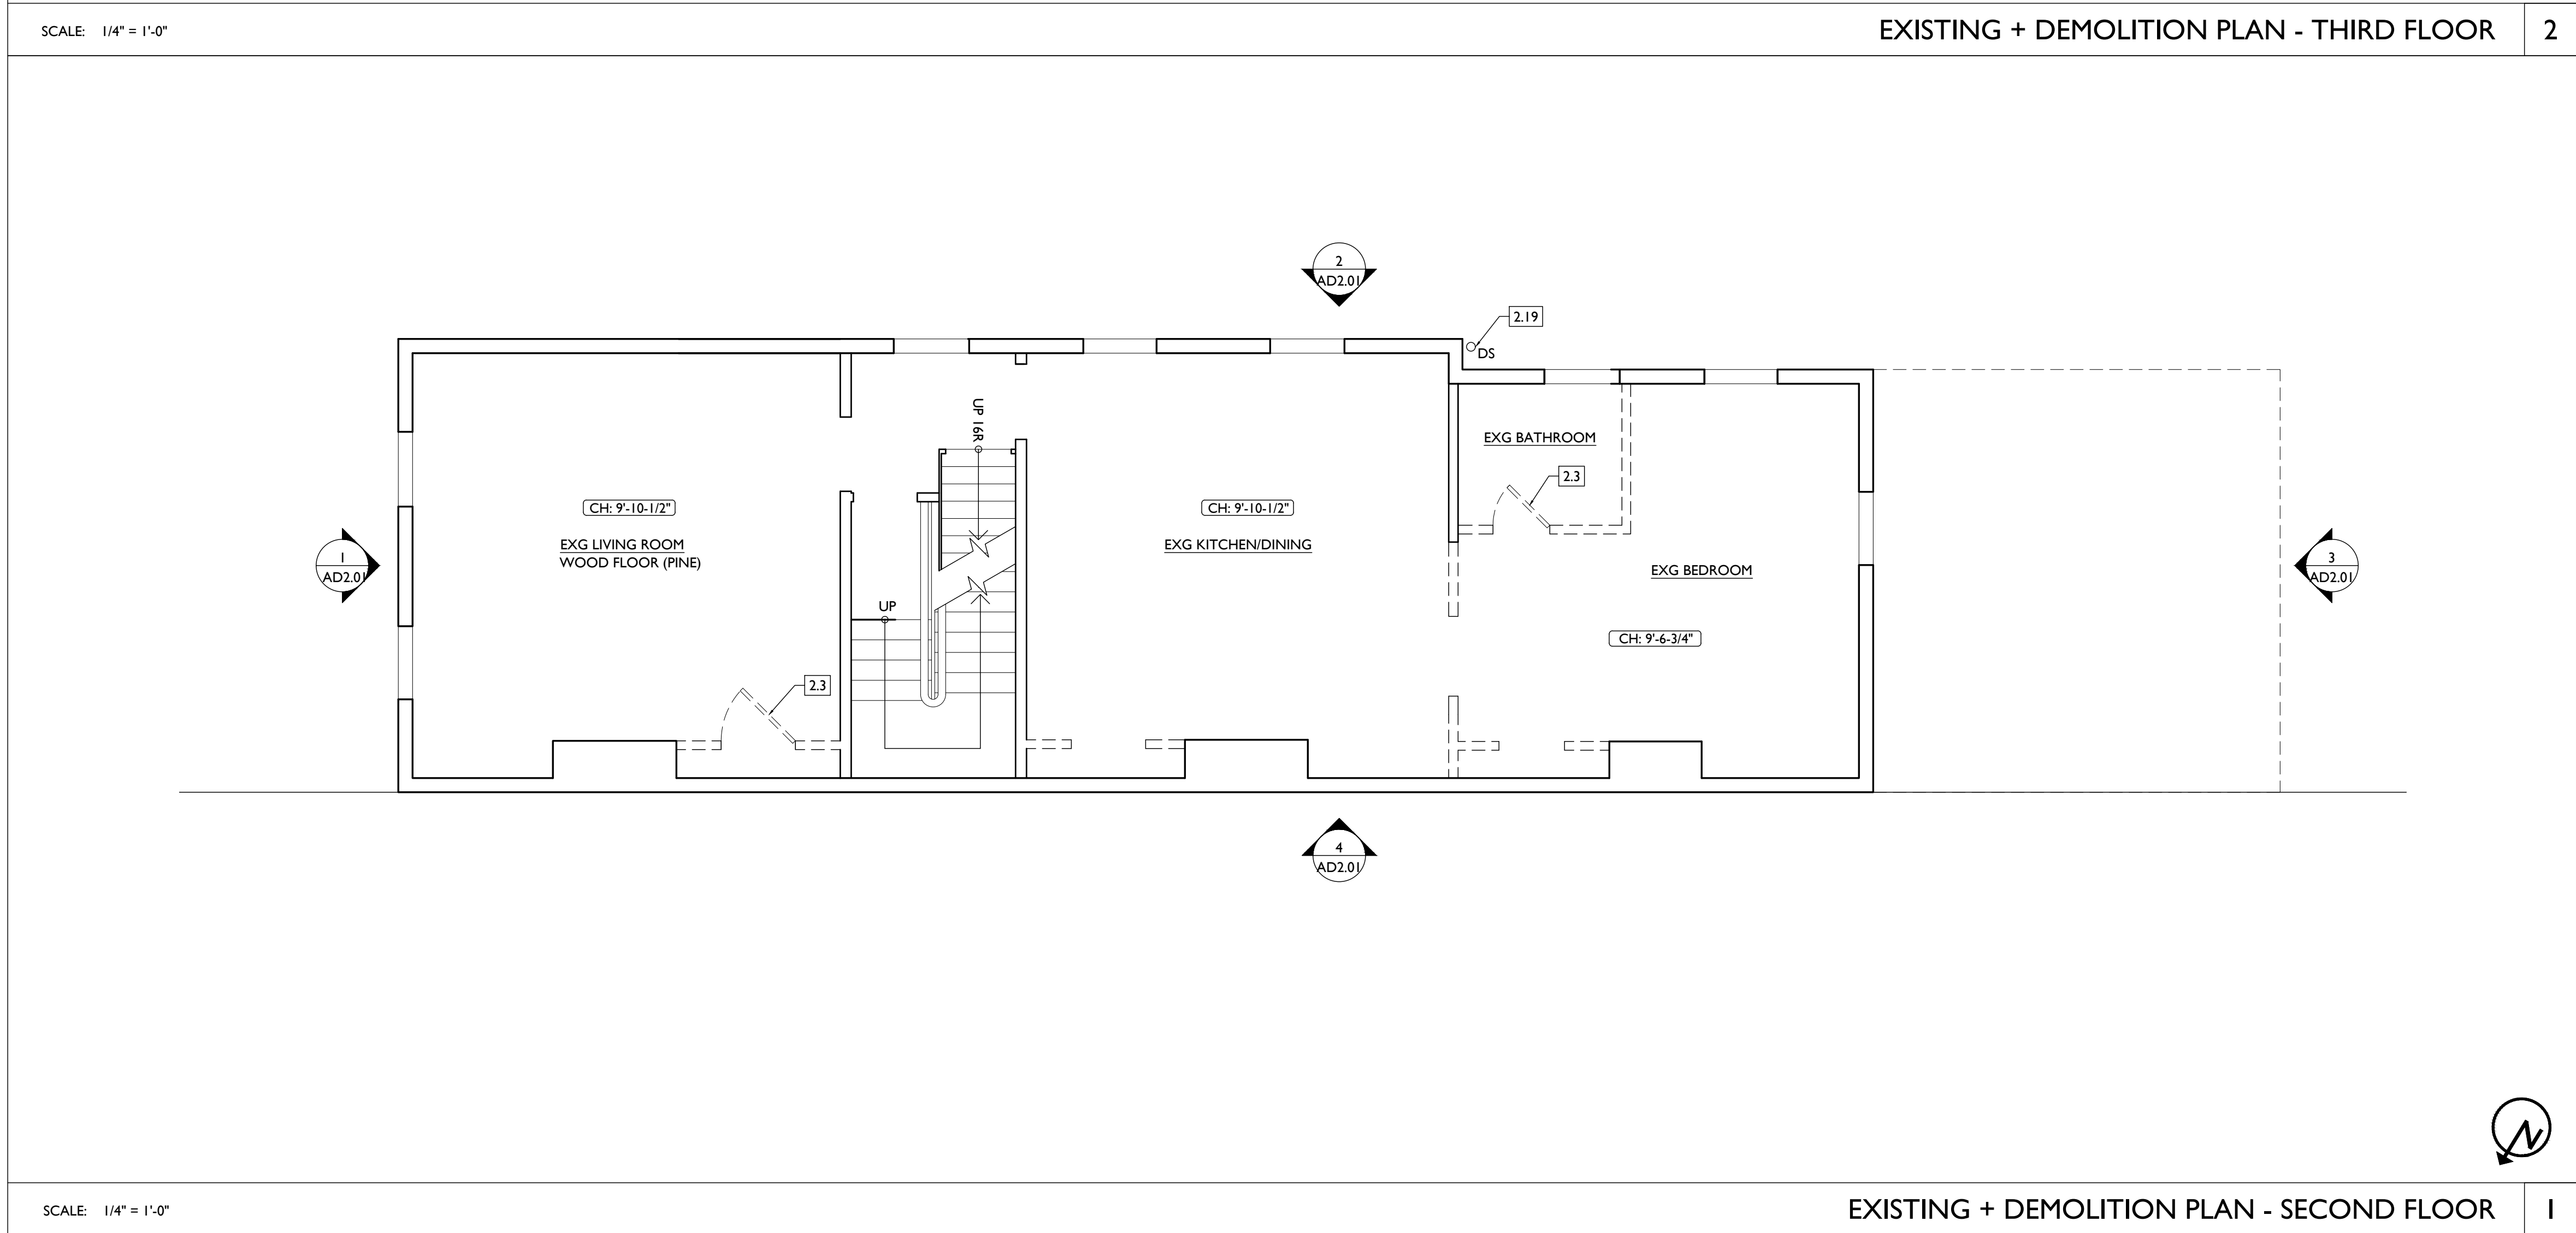 SCALE: 1/4" = 1'-0"
EXISTING + DEMOLITION PLAN - THIRD FLOOR
2
2
AD2.01
2.19
DS
UP 16R
EXG BATHROOM
2.3
CH: 9'-10-1/2"
CH: 9'-10-1/2"
EXG LIVING ROOM
WOOD FLOOR (PINE)
EXG KITCHEN/DINING
1
AD2.01
3
AD2.01
EXG BEDROOM
UP
CH: 9'-6-3/4"
2.3
4
AD2.01
N
SCALE: 1/4" = 1'-0"
EXISTING + DEMOLITION PLAN - SECOND FLOOR
1